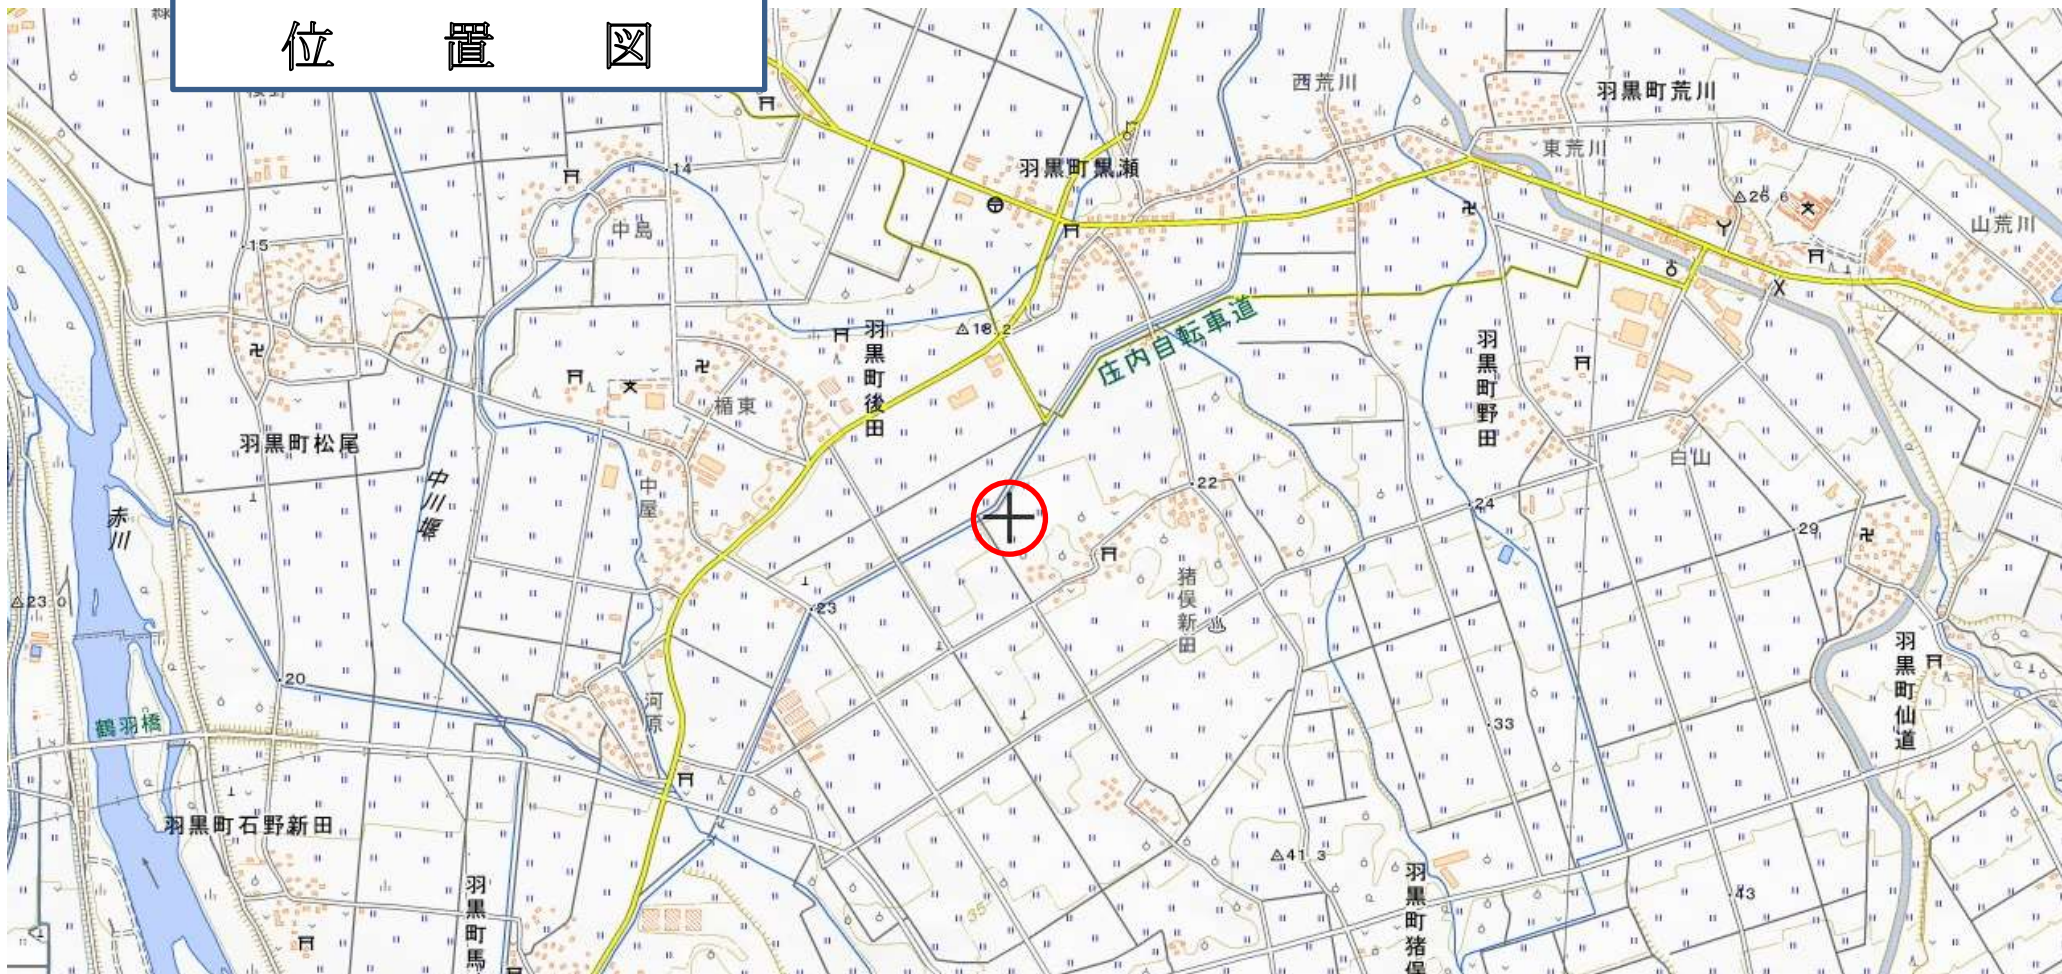 位置図
西荒川
羽黒町荒川
東荒川
羽黒町黒瀬
14
26.6
山荒川
中島
15
庄内自転車道
18.2
羽黒町後田
羽黒町野田
楯東
羽黒町松尾
白山
中川堰
中屋
22
24
赤川
29
猪俣新田
23.0
23
羽黒町仙道
20
河原
33
鶴羽橋
羽黒町石野新田
41.3
羽黒町猪俣
羽黒町馬
43
35